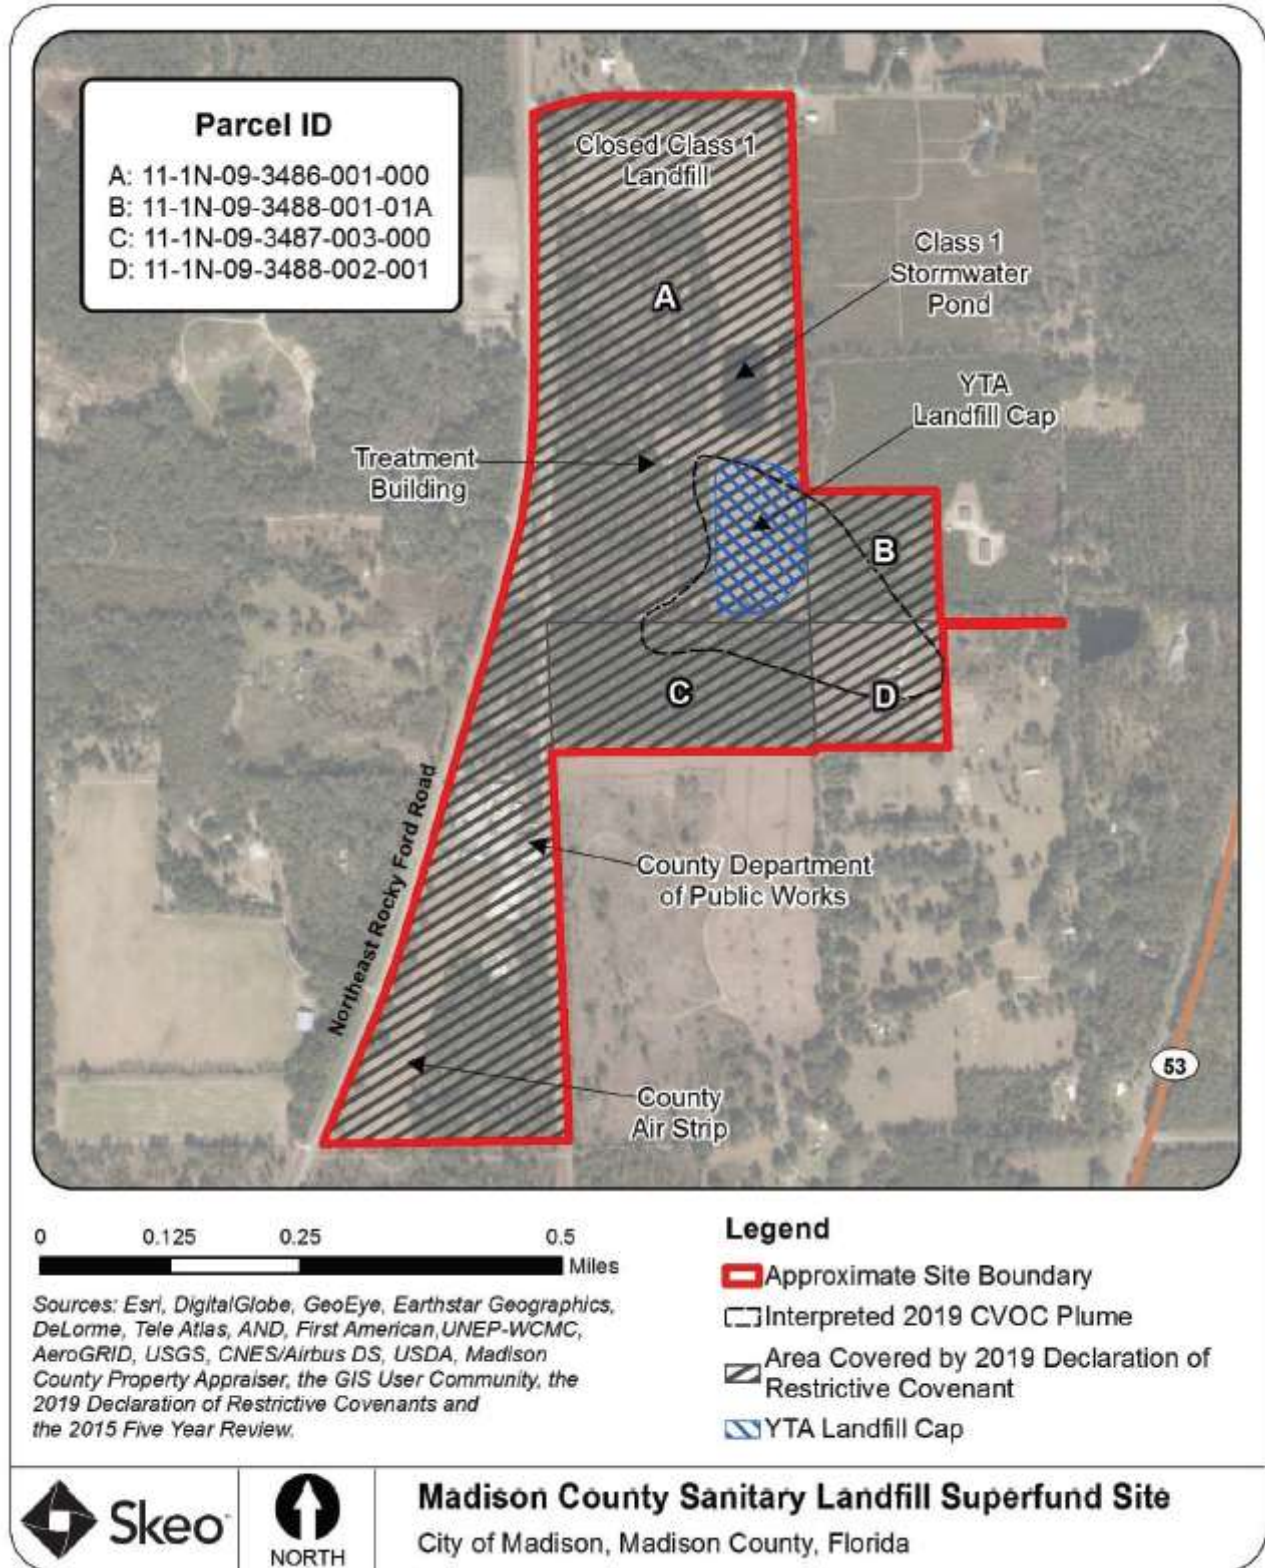 Parcel ID
A: 11-1N-09-3486-001-000
B: 11-1N-09-3488-001-01A
C: 11-1N-09-3487-003-000
D: 11-1N-09-3488-002-001
Closed Class 1
Landfill
A
Class 1
Stormwater
Pond
YTA
Landfill Cap
Treatment
Building
B
C
D
Northeast Rocky Ford Road
County Department
of Public Works
County
Air Strip
53
0 0.125 0.25 0.5
Miles
Sources: Esri, DigitalGlobe, GeoEye, Earthstar Geographics,
DeLorme, Tele Atlas, AND, First American,UNEP-WCMC,
AeroGRID, USGS, CNES/Airbus DS, USDA, Madison
County Property Appraiser, the GIS User Community, the
2019 Declaration of Restrictive Covenants and
the 2015 Five Year Review.
Legend
Approximate Site Boundary
Interpreted 2019 CVOC Plume
Area Covered by 2019 Declaration of
Restrictive Covenant
YTA Landfill Cap
Skeo
NORTH
Madison County Sanitary Landfill Superfund Site
City of Madison, Madison County, Florida